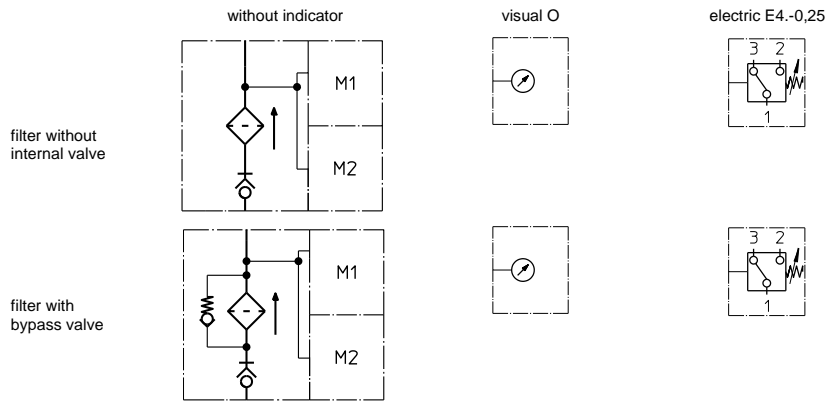 without indicator
visual O
electric E4.-0,25
filter without
internal valve
M1
M2
3 2
1
filter with
bypass valve
M1
M2
3 2
1